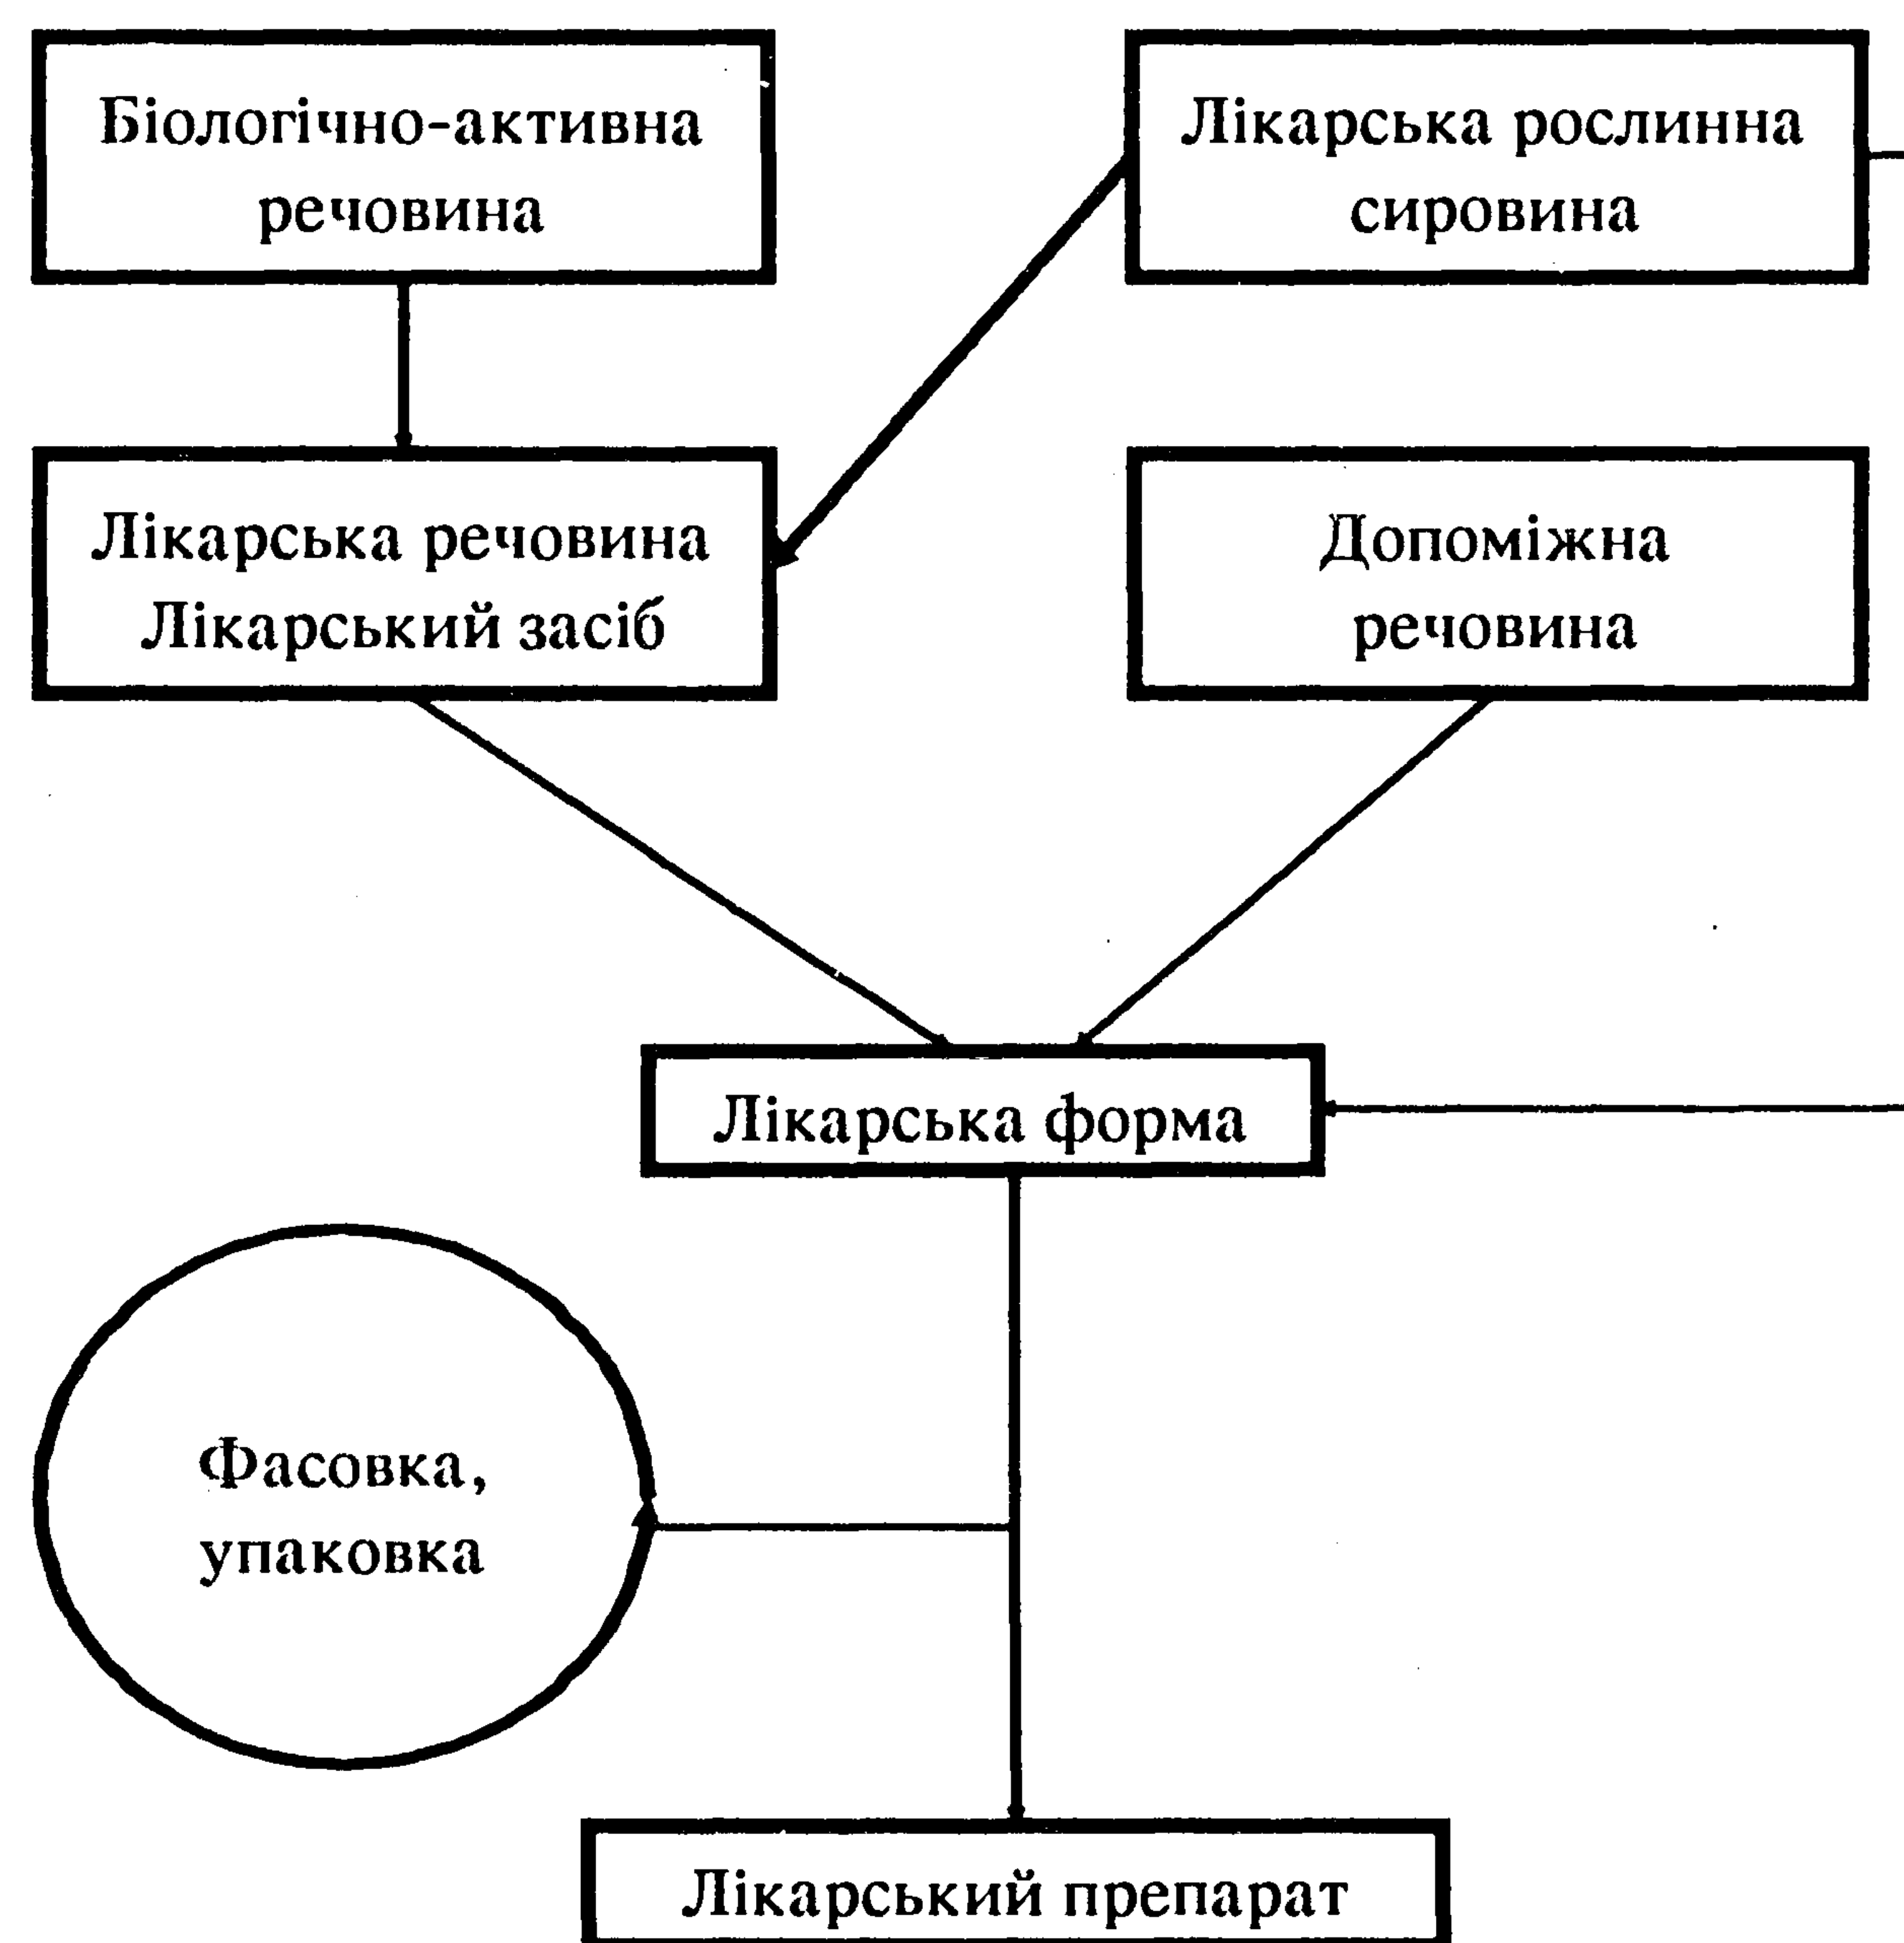 Біологічно-активна
речовина
Лікарська рослинна
сировина
Лікарська речовина
Лікарський засіб
Допоміжна
речовина
Лікарська форма
Фасовка,
упаковка
Лікарський препарат